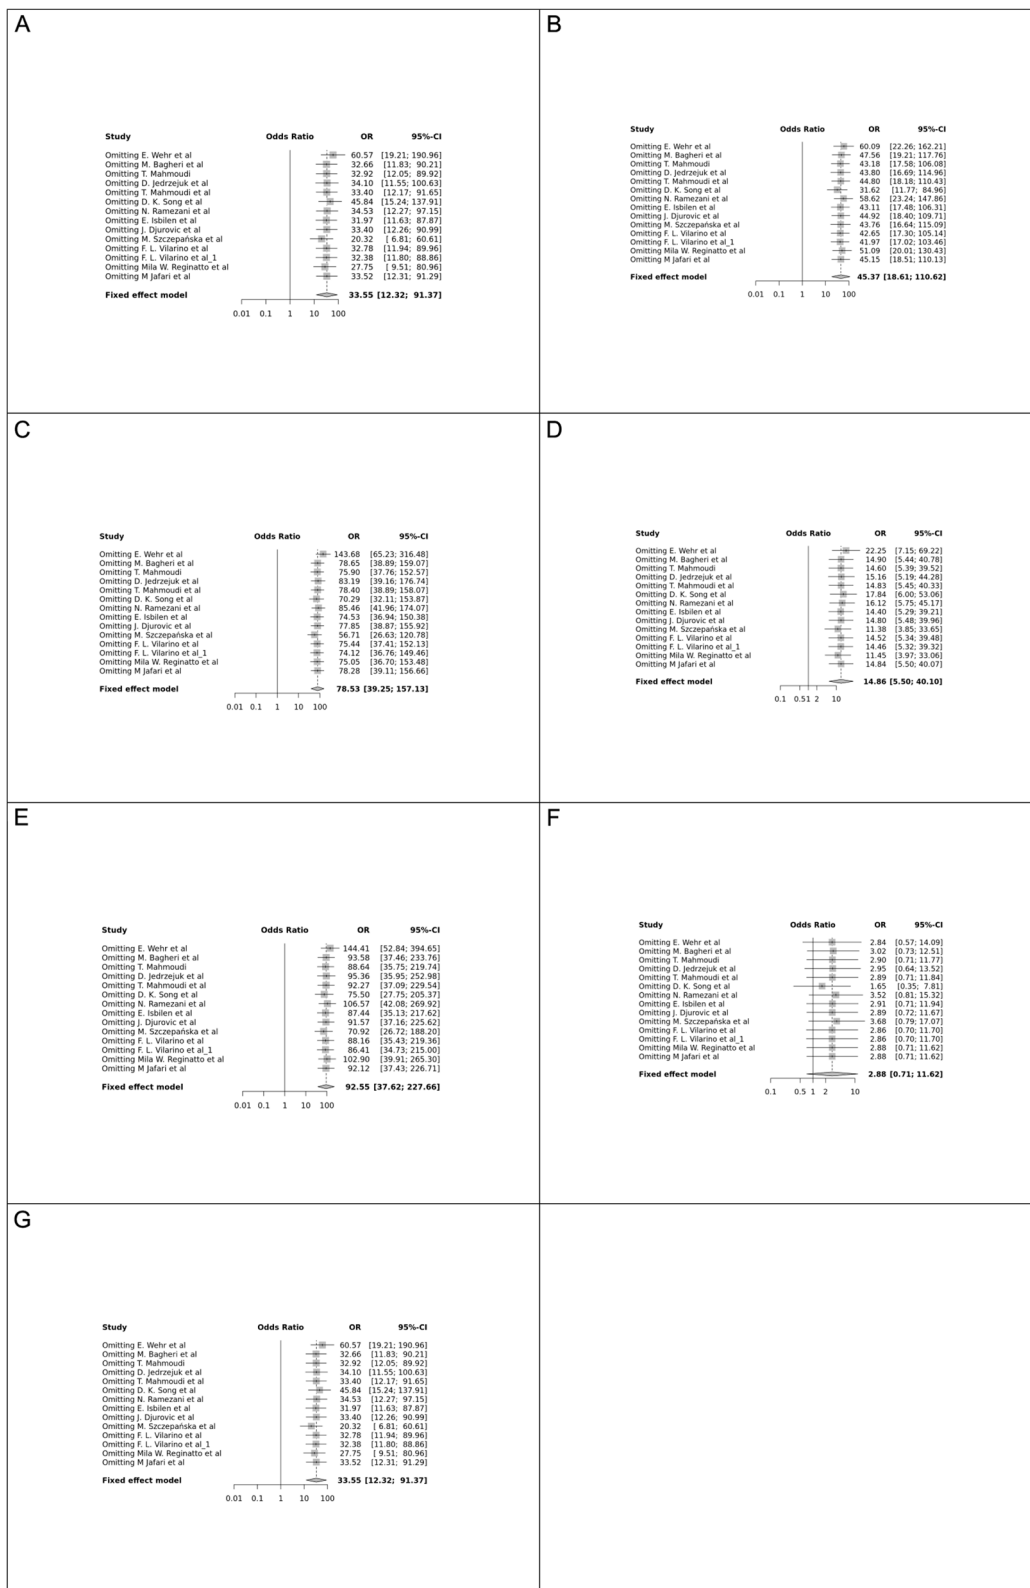 A
Study Odds Ratio OR 95%-CI
Omitting E. Wehr et al 60.57 [19.21; 190.96]
Omitting M. Bagheri et al 32.66 [11.83; 90.21]
Omitting T. Mahmoudi 32.92 [12.05; 89.92]
Omitting D. Jedrzejuk et al 34.10 [11.55; 100.63]
Omitting T. Mahmoudi et al 33.40 [12.17; 91.65]
Omitting D. K. Song et al 45.84 [15.24; 137.91]
Omitting N. Ramezani et al 34.53 [12.27; 97.15]
Omitting E. Isbilen et al 31.97 [11.63; 87.87]
Omitting J. Djurovic et al 33.40 [12.26; 90.99]
Omitting M. Szczepańska et al 20.32 [ 6.81; 60.61]
Omitting F. L. Vilarino et al 32.78 [11.94; 89.96]
Omitting F. L. Vilarino et al_1 32.38 [11.80; 88.86]
Omitting Mila W. Reginatto et al 27.75 [ 9.51; 80.96]
Omitting M Jafari et al 33.52 [12.31; 91.29]
Fixed effect model 33.55 [12.32; 91.37]
0.01 0.1 1 10 100
B
Study Odds Ratio OR 95%-CI
Omitting E. Wehr et al 60.09 [22.26; 162.21]
Omitting M. Bagheri et al 47.56 [19.21; 117.76]
Omitting T. Mahmoudi 43.18 [17.58; 106.08]
Omitting D. Jedrzejuk et al 43.80 [16.69; 114.96]
Omitting T. Mahmoudi et al 44.80 [18.18; 110.43]
Omitting D. K. Song et al 31.62 [11.77; 84.96]
Omitting N. Ramezani et al 58.62 [23.24; 147.86]
Omitting E. Isbilen et al 43.11 [17.48; 106.31]
Omitting J. Djurovic et al 44.92 [18.40; 109.71]
Omitting M. Szczepańska et al 43.76 [16.64; 115.09]
Omitting F. L. Vilarino et al 42.65 [17.30; 105.14]
Omitting F. L. Vilarino et al_1 41.97 [17.02; 103.46]
Omitting Mila W. Reginatto et al 51.09 [20.01; 130.43]
Omitting M Jafari et al 45.15 [18.51; 110.13]
Fixed effect model 45.37 [18.61; 110.62]
0.01 0.1 1 10 100
C
Study Odds Ratio OR 95%-CI
Omitting E. Wehr et al 143.68 [65.23; 316.48]
Omitting M. Bagheri et al 78.65 [38.89; 159.07]
Omitting T. Mahmoudi 75.90 [37.76; 152.57]
Omitting D. Jedrzejuk et al 83.19 [39.16; 176.74]
Omitting T. Mahmoudi et al 78.40 [38.89; 158.07]
Omitting D. K. Song et al 70.29 [32.11; 153.87]
Omitting N. Ramezani et al 85.46 [41.96; 174.07]
Omitting E. Isbilen et al 74.53 [36.94; 150.38]
Omitting J. Djurovic et al 77.85 [38.87; 155.92]
Omitting M. Szczepańska et al 56.71 [26.63; 120.78]
Omitting F. L. Vilarino et al 75.44 [37.41; 152.13]
Omitting F. L. Vilarino et al_1 74.12 [36.76; 149.46]
Omitting Mila W. Reginatto et al 75.05 [36.70; 153.48]
Omitting M Jafari et al 78.28 [39.11; 156.66]
Fixed effect model 78.53 [39.25; 157.13]
0.01 0.1 1 10 100
D
Study Odds Ratio OR 95%-CI
Omitting E. Wehr et al 22.25 [7.15; 69.22]
Omitting M. Bagheri et al 14.90 [5.44; 40.78]
Omitting T. Mahmoudi 14.60 [5.39; 39.52]
Omitting D. Jedrzejuk et al 15.16 [5.19; 44.28]
Omitting T. Mahmoudi et al 14.83 [5.45; 40.33]
Omitting D. K. Song et al 17.84 [6.00; 53.06]
Omitting N. Ramezani et al 16.12 [5.75; 45.17]
Omitting E. Isbilen et al 14.40 [5.29; 39.21]
Omitting J. Djurovic et al 14.80 [5.48; 39.96]
Omitting M. Szczepańska et al 11.38 [3.85; 33.65]
Omitting F. L. Vilarino et al 14.52 [5.34; 39.48]
Omitting F. L. Vilarino et al_1 14.46 [5.32; 39.32]
Omitting Mila W. Reginatto et al 11.45 [3.97; 33.06]
Omitting M Jafari et al 14.84 [5.50; 40.07]
Fixed effect model 14.86 [5.50; 40.10]
0.1 0.51 2 10
E
Study Odds Ratio OR 95%-CI
Omitting E. Wehr et al 144.41 [52.84; 394.65]
Omitting M. Bagheri et al 93.58 [37.46; 233.76]
Omitting T. Mahmoudi 88.64 [35.75; 219.74]
Omitting D. Jedrzejuk et al 95.36 [35.95; 252.98]
Omitting T. Mahmoudi et al 92.27 [37.09; 229.54]
Omitting D. K. Song et al 75.50 [27.75; 205.37]
Omitting N. Ramezani et al 106.57 [42.08; 269.92]
Omitting E. Isbilen et al 87.44 [35.13; 217.62]
Omitting J. Djurovic et al 91.57 [37.16; 225.62]
Omitting M. Szczepańska et al 70.92 [26.72; 188.20]
Omitting F. L. Vilarino et al 88.16 [35.43; 219.36]
Omitting F. L. Vilarino et al_1 86.41 [34.73; 215.00]
Omitting Mila W. Reginatto et al 102.90 [39.91; 265.30]
Omitting M Jafari et al 92.12 [37.43; 226.71]
Fixed effect model 92.55 [37.62; 227.66]
0.01 0.1 1 10 100
F
Study Odds Ratio OR 95%-CI
Omitting E. Wehr et al 2.84 [0.57; 14.09]
Omitting M. Bagheri et al 3.02 [0.73; 12.51]
Omitting T. Mahmoudi 2.90 [0.71; 11.77]
Omitting D. Jedrzejuk et al 2.95 [0.64; 13.52]
Omitting T. Mahmoudi et al 2.89 [0.71; 11.84]
Omitting D. K. Song et al 1.65 [0.35; 7.81]
Omitting N. Ramezani et al 3.52 [0.81; 15.32]
Omitting E. Isbilen et al 2.91 [0.71; 11.94]
Omitting J. Djurovic et al 2.89 [0.72; 11.67]
Omitting M. Szczepańska et al 3.68 [0.79; 17.07]
Omitting F. L. Vilarino et al 2.86 [0.70; 11.70]
Omitting F. L. Vilarino et al_1 2.86 [0.70; 11.70]
Omitting Mila W. Reginatto et al 2.88 [0.71; 11.62]
Omitting M Jafari et al 2.88 [0.71; 11.62]
Fixed effect model 2.88 [0.71; 11.62]
0.1 0.5 1 2 10
G
Study Odds Ratio OR 95%-CI
Omitting E. Wehr et al 60.57 [19.21; 190.96]
Omitting M. Bagheri et al 32.66 [11.83; 90.21]
Omitting T. Mahmoudi 32.92 [12.05; 89.92]
Omitting D. Jedrzejuk et al 34.10 [11.55; 100.63]
Omitting T. Mahmoudi et al 33.40 [12.17; 91.65]
Omitting D. K. Song et al 45.84 [15.24; 137.91]
Omitting N. Ramezani et al 34.53 [12.27; 97.15]
Omitting E. Isbilen et al 31.97 [11.63; 87.87]
Omitting J. Djurovic et al 33.40 [12.26; 90.99]
Omitting M. Szczepańska et al 20.32 [ 6.81; 60.61]
Omitting F. L. Vilarino et al 32.78 [11.94; 89.96]
Omitting F. L. Vilarino et al_1 32.38 [11.80; 88.86]
Omitting Mila W. Reginatto et al 27.75 [ 9.51; 80.96]
Omitting M Jafari et al 33.52 [12.31; 91.29]
Fixed effect model 33.55 [12.32; 91.37]
0.01 0.1 1 10 100